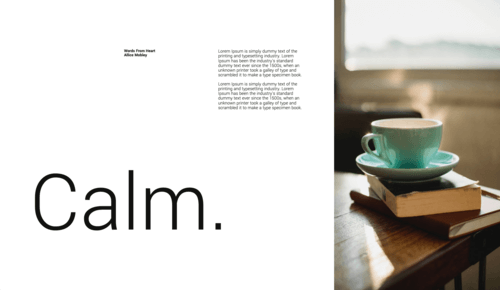 Words From Heart
Allice Mobley
Lorem Ipsum is simply dummy text of the
printing and typesetting industry. Lorem
Ipsum has been the industry's standard
dummy text ever since the 1500s, when an
unknown printer took a galley of type and
scrambled it to make a type specimen book.
Lorem Ipsum is simply dummy text of the
printing and typesetting industry. Lorem
Ipsum has been the industry's standard
dummy text ever since the 1500s, when an
unknown printer took a galley of type and
scrambled it to make a type specimen book.
Calm.